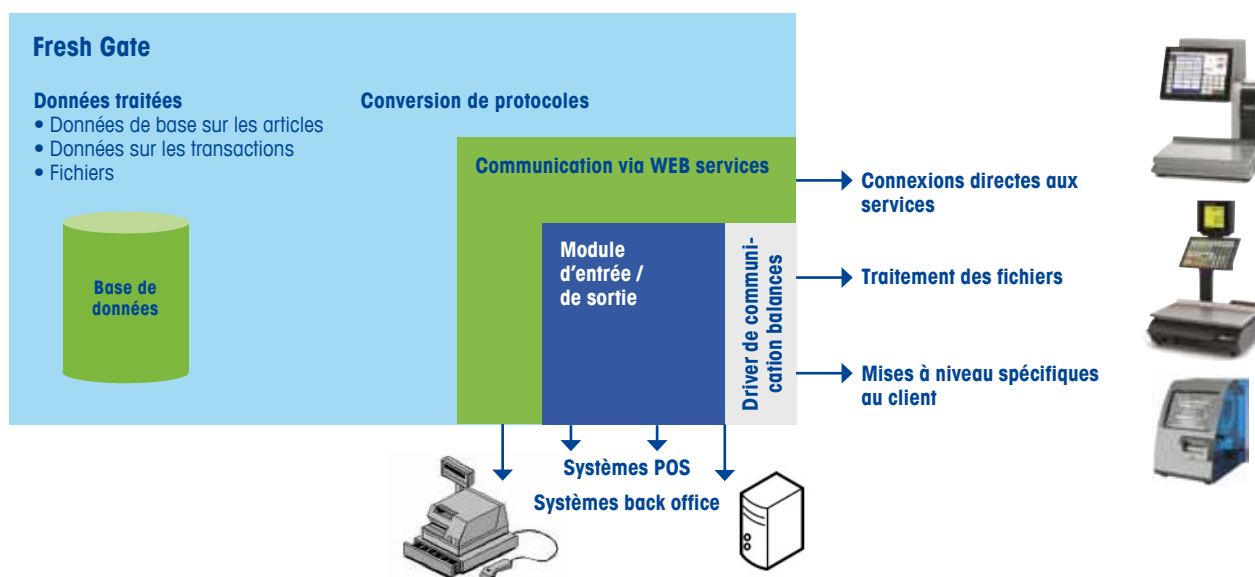 Fresh Gate
Données traitées
• Données de base sur les articles
• Données sur les transactions
• Fichiers
Base de
données
Conversion de protocoles
Communication via WEB services
Module
d'entrée /
de sortie
Driver de communi-
cation balances
Connexions directes aux
services
Traitement des fichiers
Mises à niveau spécifiques
au client
Systèmes POS
Systèmes back office